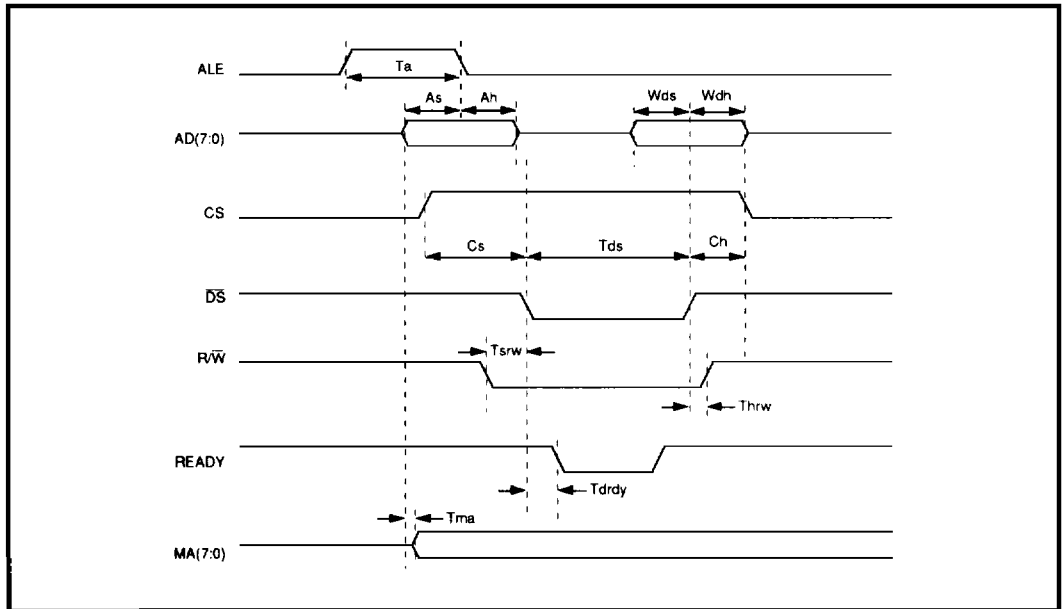 ALE
Ta
As Ah Wds Wdh
AD(7:0)
CS
Cs Tds Ch
D̅S̅
R/W̅
Tsrw
Thrw
READY
Tdrdy
Tma
MA(7:0)